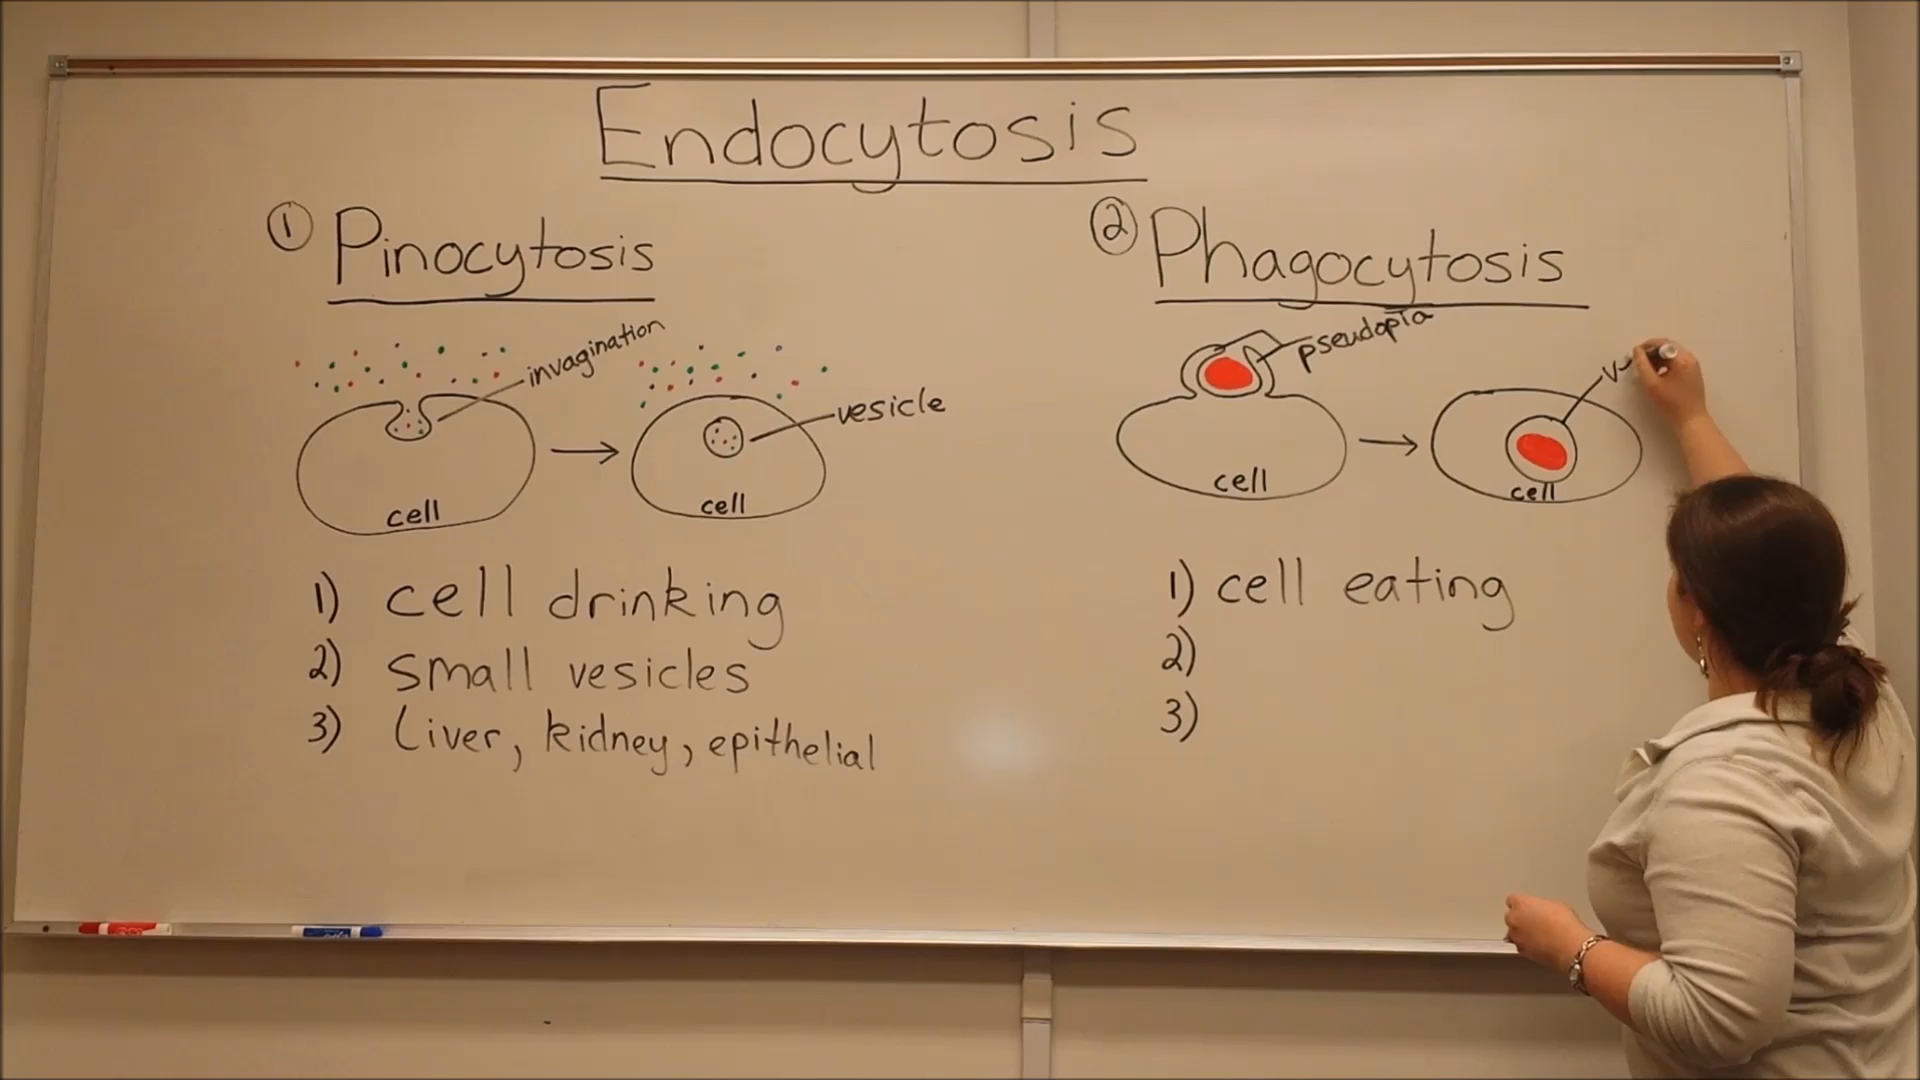 Endocytosis
① Pinocytosis
invagination
vesicle
cell
cell
1) cell drinking
2) small vesicles
3) liver, kidney, epithelial
② Phagocytosis
pseudopia
cell
cell
1) cell eating
2)
3)